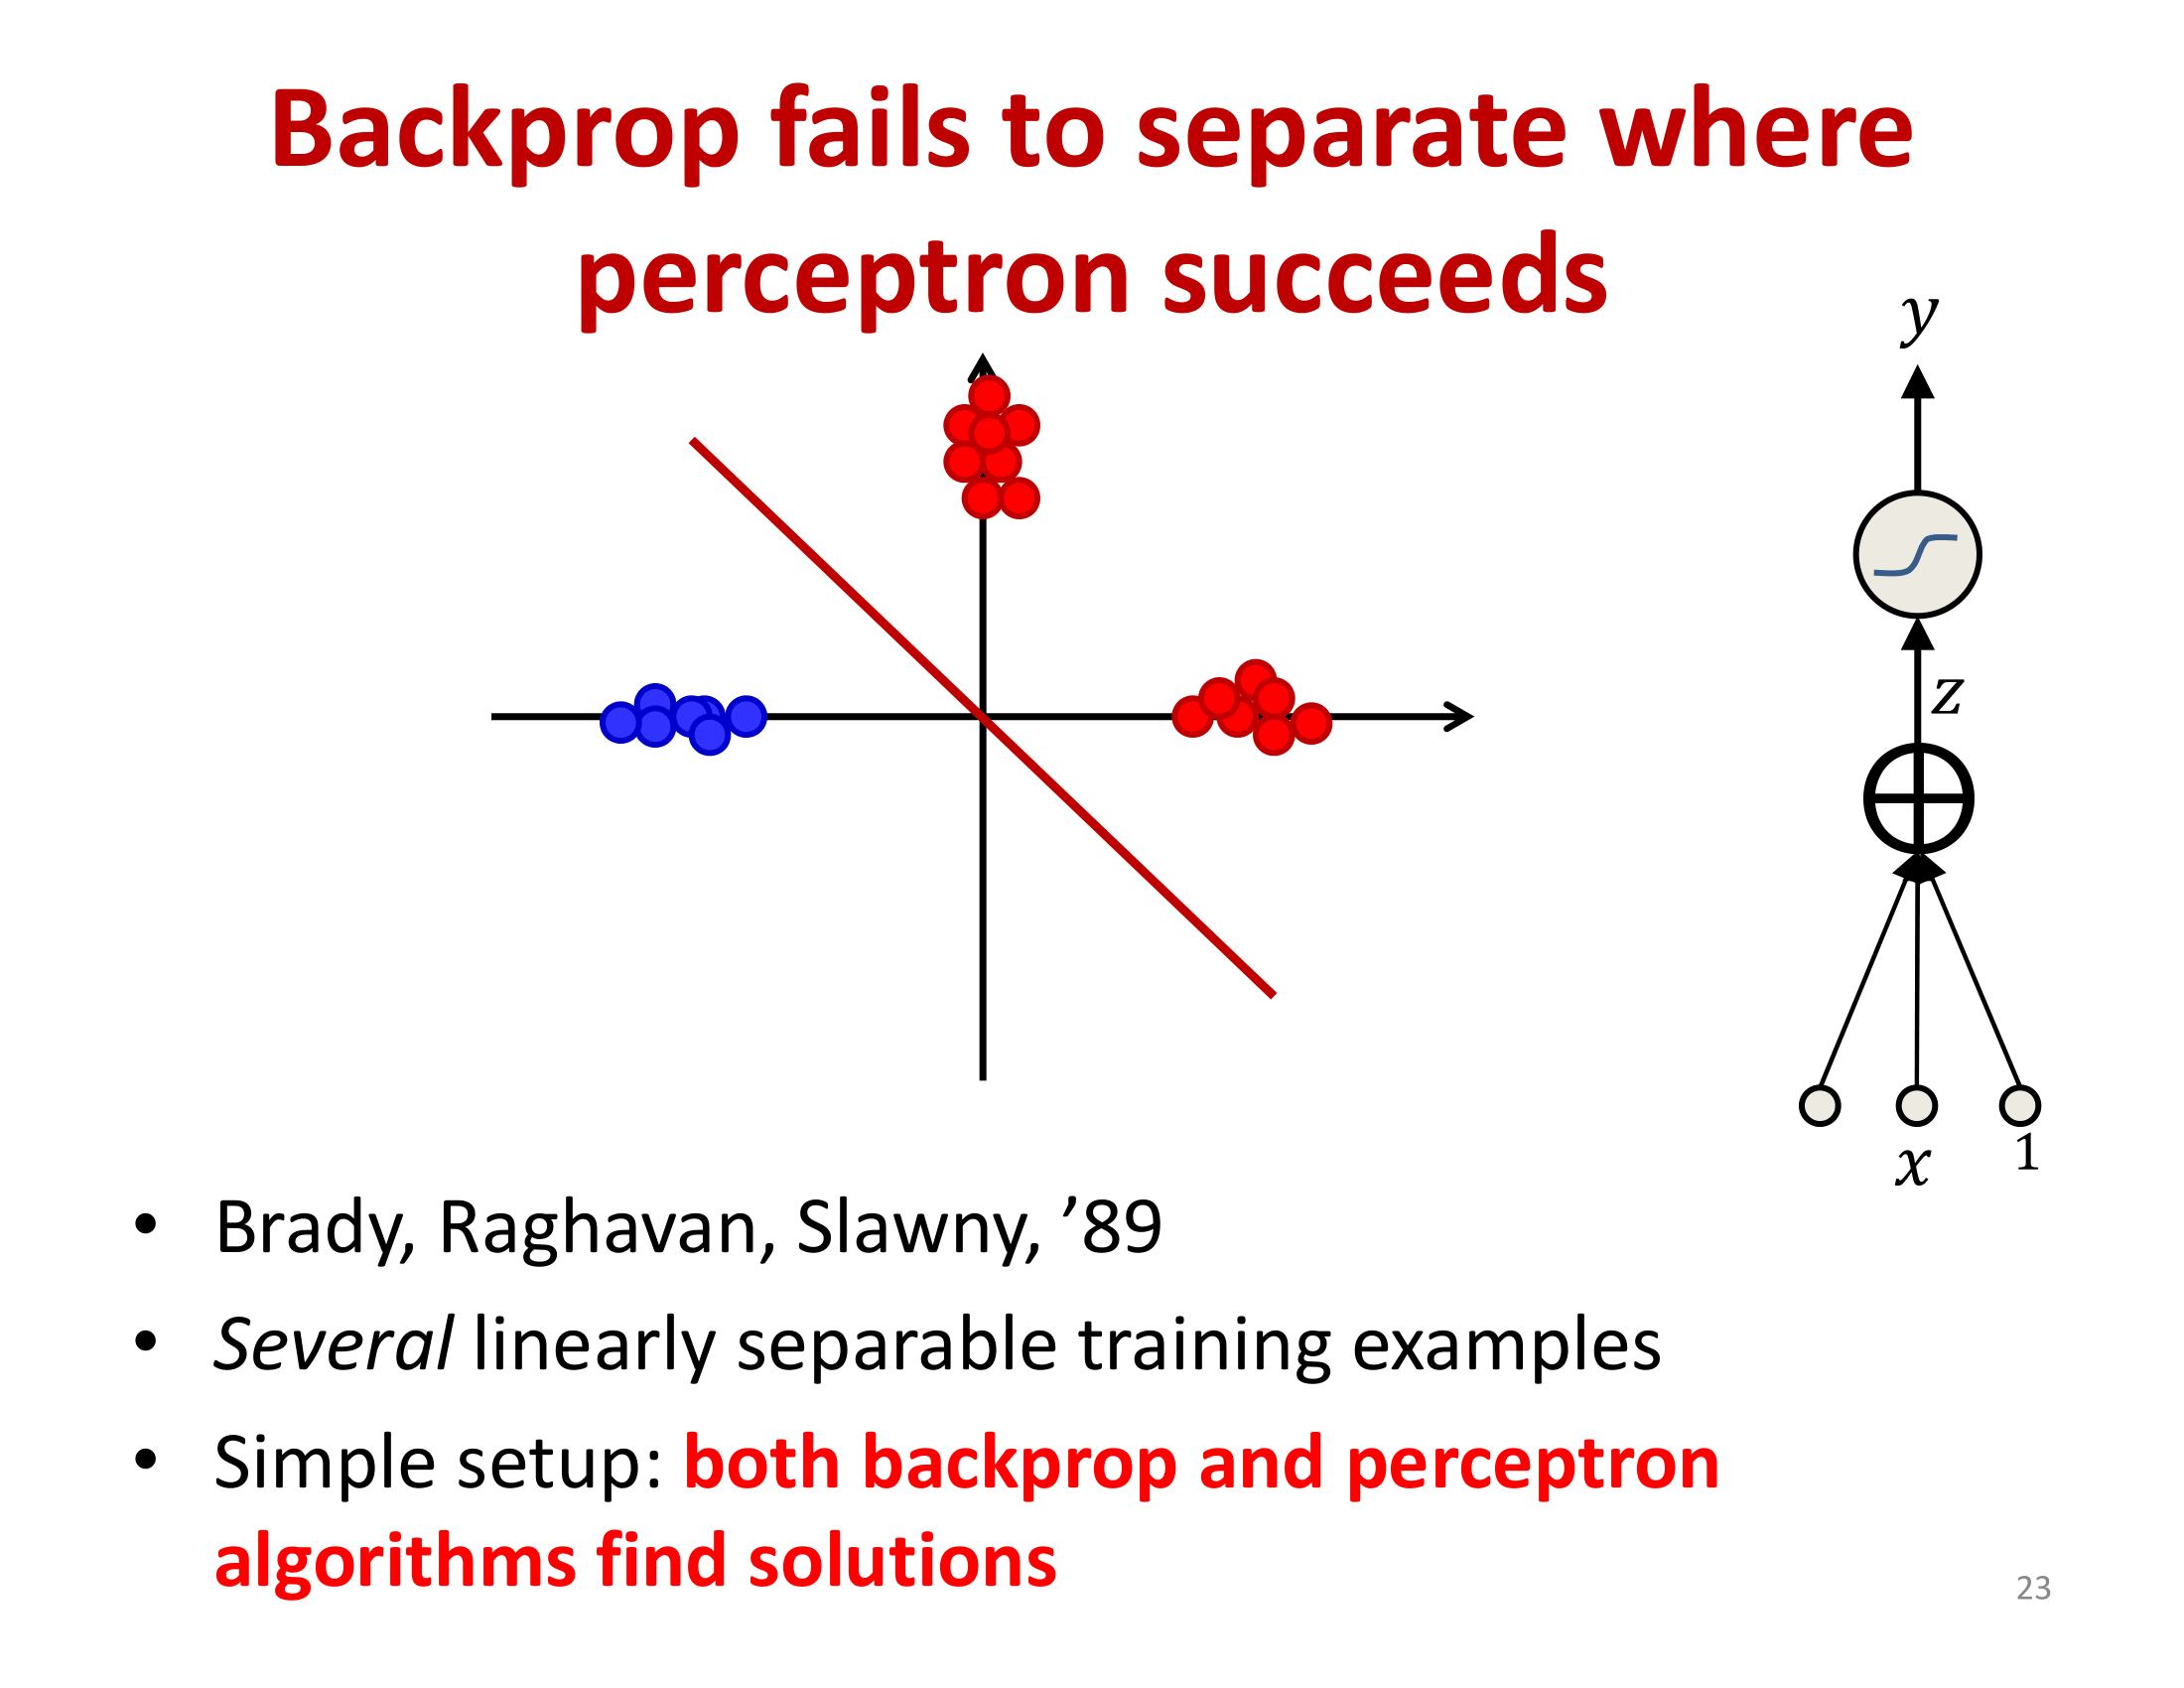 Backprop fails to separate where
perceptron succeeds
y
z
x
1
• Brady, Raghavan, Slawny, ’89
• Several linearly separable training examples
• Simple setup: both backprop and perceptron
algorithms find solutions
23